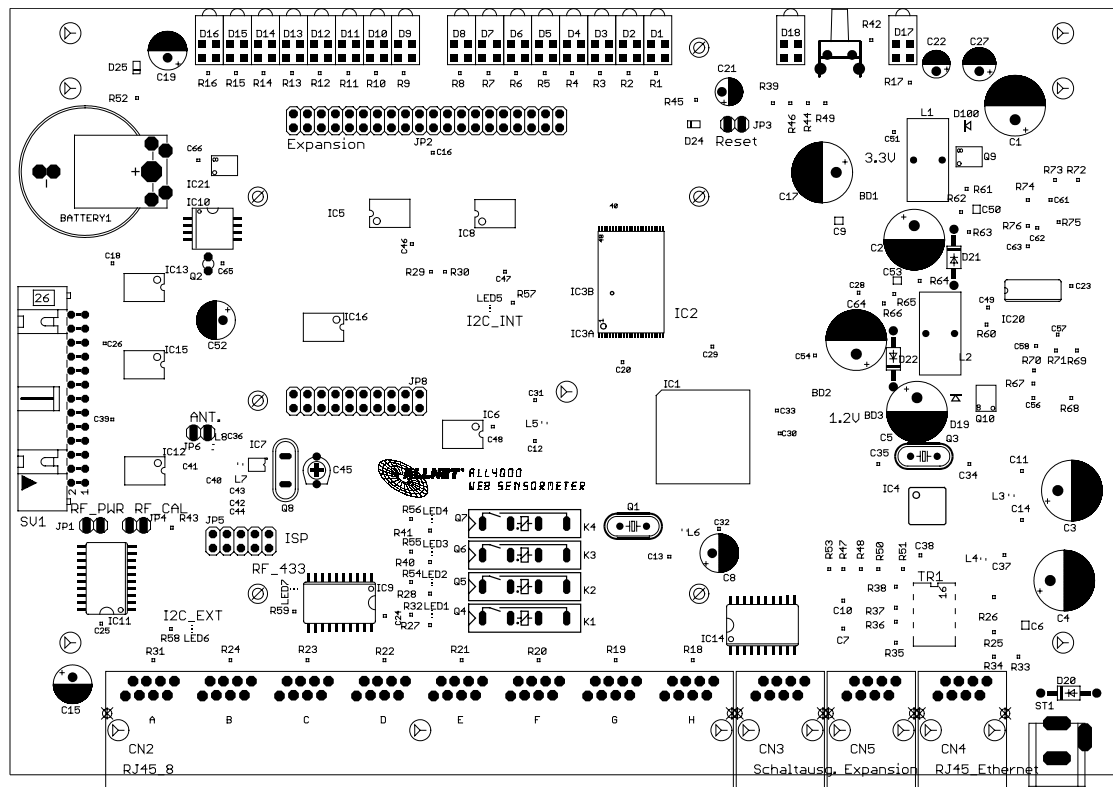 D16 D15 D14 D13 D12 D11 D10 D9 D8 D7 D6 D5 D4 D3 D2 D1 D18 R42 D17
C22 C27
D25 C19
R16 R15 R14 R13 R12 R11 R10 R9 R8 R7 R6 R5 R4 R3 R2 R1 C21 R17
R52 R45 R39 R46 R44 R49
JP3
L1 D100 C1
Expansion JP2 D24 Reset C51
C66 C16 3.3V Q9
IC21 C17 BD1
+ R73 R72
- R74 R61
BATTERY1 IC10 IC5 IC8 40 R62 C50 C61
C9 R76 C62 R75
48 R63
C46 C2 C63
C18 IC13 Q2 C65 R29 R30 C47 D21
C53 R64
26 IC3B C28 R65 C23
LED5 R57 C64 R66 C49
I2C_INT IC2 IC20
IC16 1 R60
IC3A
C26 IC15 C52 C29 C54 D22 L2 C58 C57
C20 R70 R71 R69
JP8 IC1 R67
C31 BD2
C39 ANT. IC6 L5 C33 1.2V BD3 D19 Q10 C56 R68
JP6 L8 C36 IC7 C48 C30 C5 Q3
C12
IC12 C41 L7 C45 ALLNET ALL4000 C35 C34 C11
C40 WEB SENSORMETER IC4
C43 L3
2 1 C42 Q8
SV1 RF_PWR RF_CAL C44 Q1 C14 C3
JP1 JP4 R43 JP5 R56 LED4 Q7 K4
ISP R41 L6 C32
R55 LED3 Q6 K3 C13 R53 R47 R48 R50 R51 C38 L4 C37
RF_433 R40 C8
R54 LED2 Q5 K2 TR1
LED7 IC9 R28 R38 16
R59 R32 LED1 Q4 K1 C10 R37 C4
IC11 I2C_EXT C24 R27 R36 R26 C6
C25 R58 LED6 IC14 C7 R25
R35
R31 R24 R23 R22 R21 R20 R19 R18 R34 R33
D20
C15 ST1
A B C D E F G H
CN2 CN3 CN5 CN4
RJ45_8 Schaltausg. Expansion RJ45_Ethernet